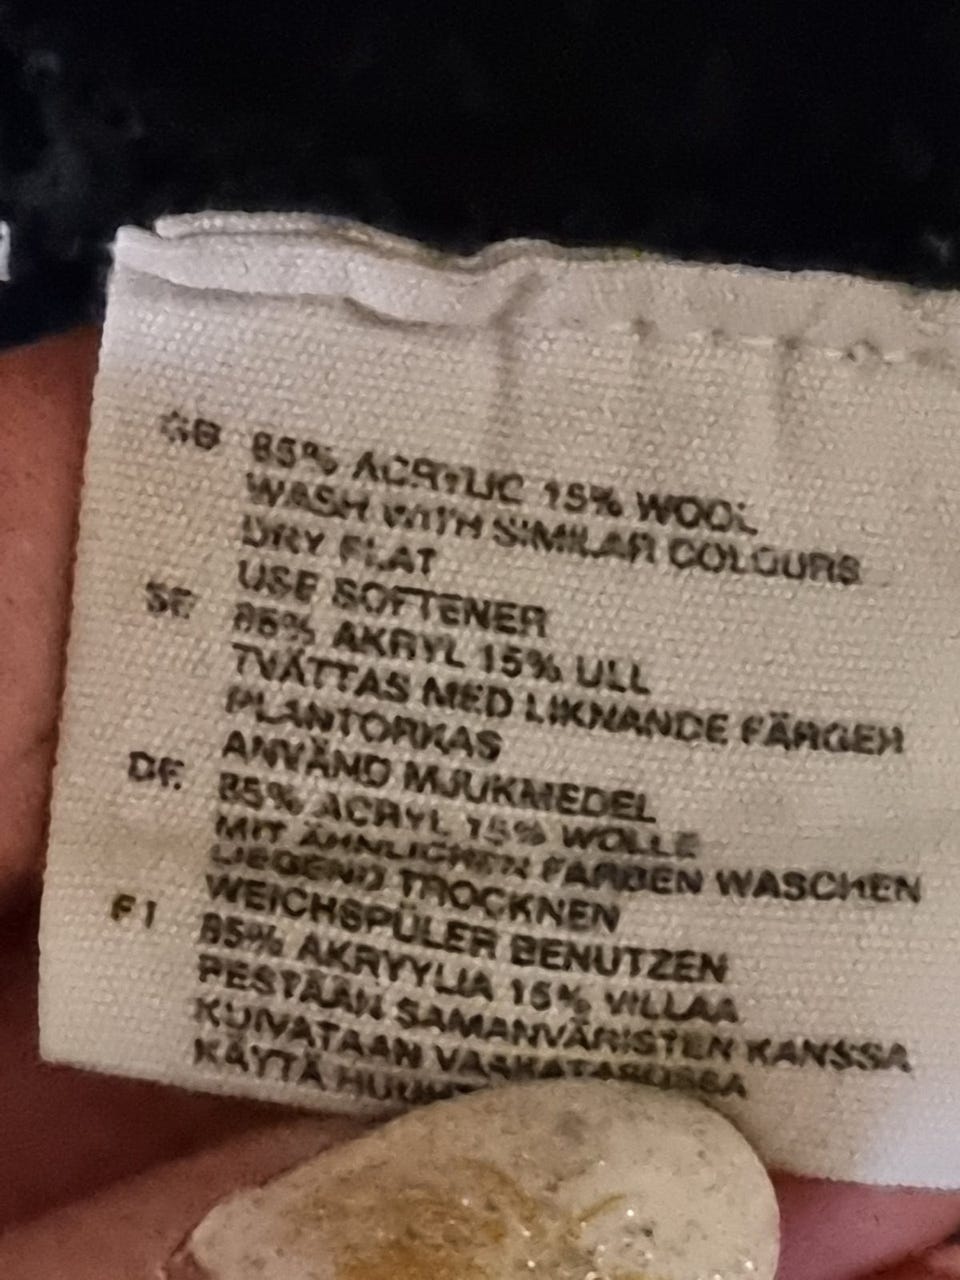 GB 85% ACRYLIC 15% WOOL
WASH WITH SIMILAR COLOURS
DRY FLAT
USE SOFTENER
SE 85% AKRYL 15% ULL
TVÄTTAS MED LIKNANDE FÄRGER
PLANTORKAS
ANVÄND MJUKMEDEL
DE 85% ACRYL 15% WOLLE
MIT ÄHNLICHEN FARBEN WASCHEN
LIEGEND TROCKNEN
WEICHSPÜLER BENUTZEN
FI 85% AKRYYLIA 15% VILLAA
PESTÄÄN SAMANVÄRISTEN KANSSA
KUIVATAAN VAAKATASOSSA
KÄYTÄ